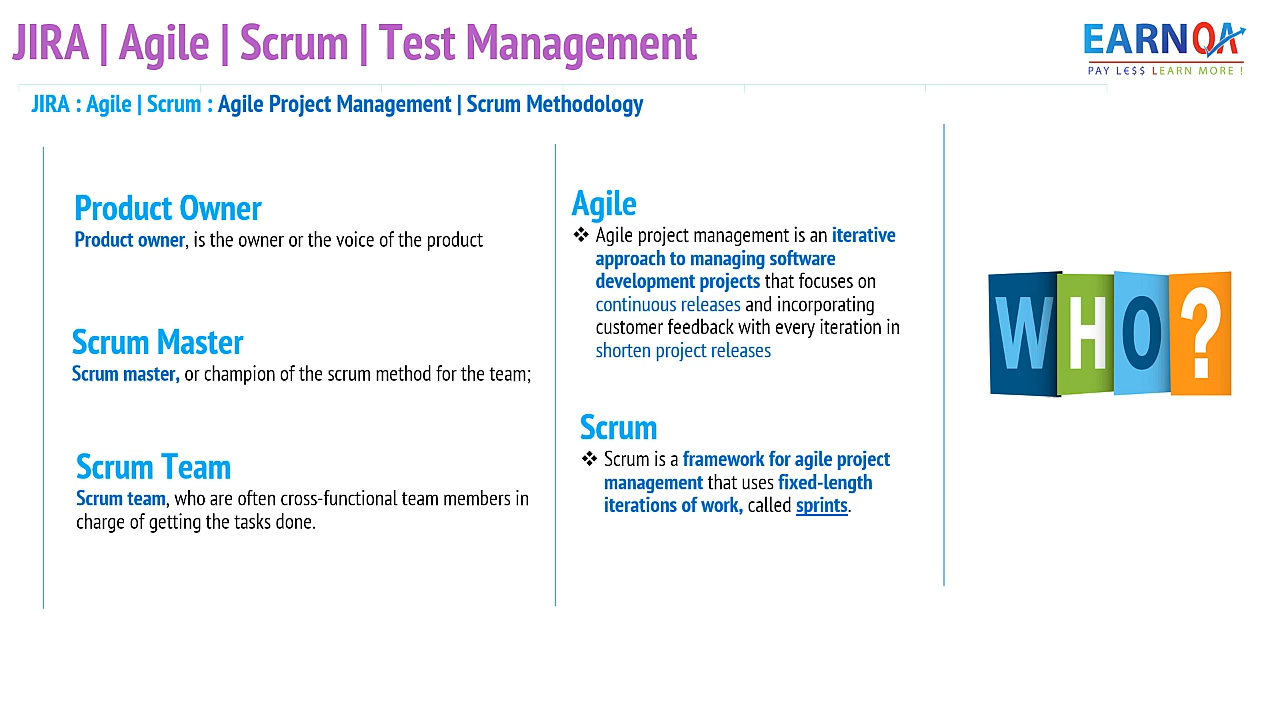 JIRA | Agile | Scrum | Test Management
EARNQA
PAY LE$$ LEARN MORE !
JIRA : Agile | Scrum : Agile Project Management | Scrum Methodology
Product Owner
Product owner, is the owner or the voice of the product
Scrum Master
Scrum master, or champion of the scrum method for the team;
Scrum Team
Scrum team, who are often cross-functional team members in
charge of getting the tasks done.
Agile
❖ Agile project management is an iterative
approach to managing software
development projects that focuses on
continuous releases and incorporating
customer feedback with every iteration in
shorten project releases
Scrum
❖ Scrum is a framework for agile project
management that uses fixed-length
iterations of work, called sprints.
WHO?